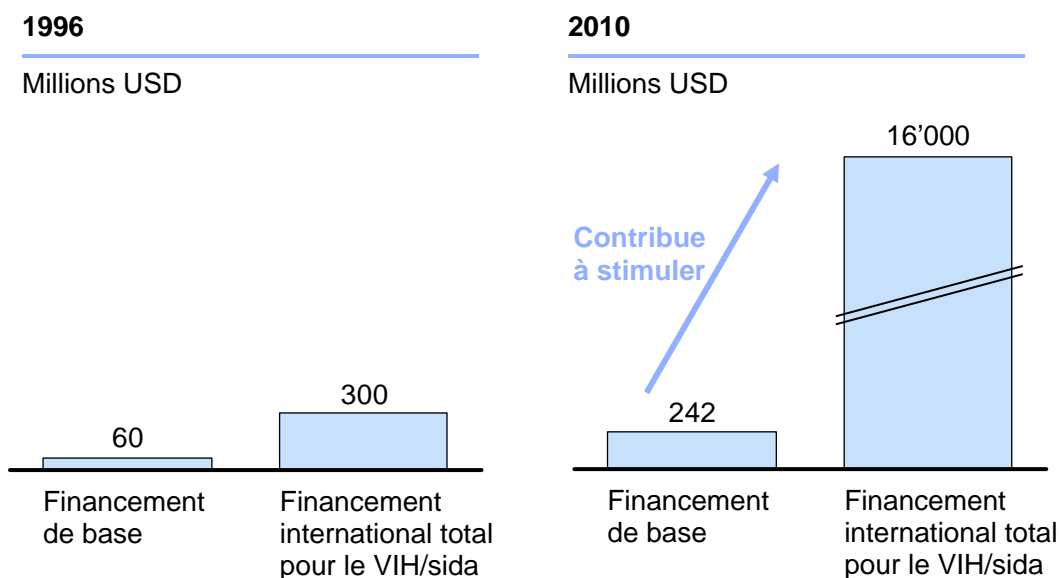 1996
Millions USD
60
300
Financement
de base
Financement
international total
pour le VIH/sida
2010
Millions USD
16’000
Contribue
à stimuler
242
Financement
de base
Financement
international total
pour le VIH/sida